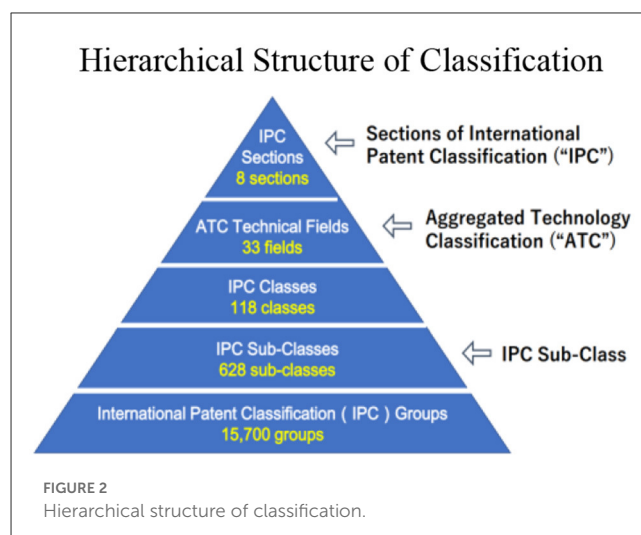 Hierarchical Structure of Classification
IPC
Sections
8 sections
Sections of International
Patent Classification (“IPC”)
ATC Technical Fields
33 fields
Aggregated Technology
Classification (“ATC”)
IPC Classes
118 classes
IPC Sub-Classes
628 sub-classes
IPC Sub-Class
International Patent Classification ( IPC ) Groups
15,700 groups
FIGURE 2
Hierarchical structure of classification.